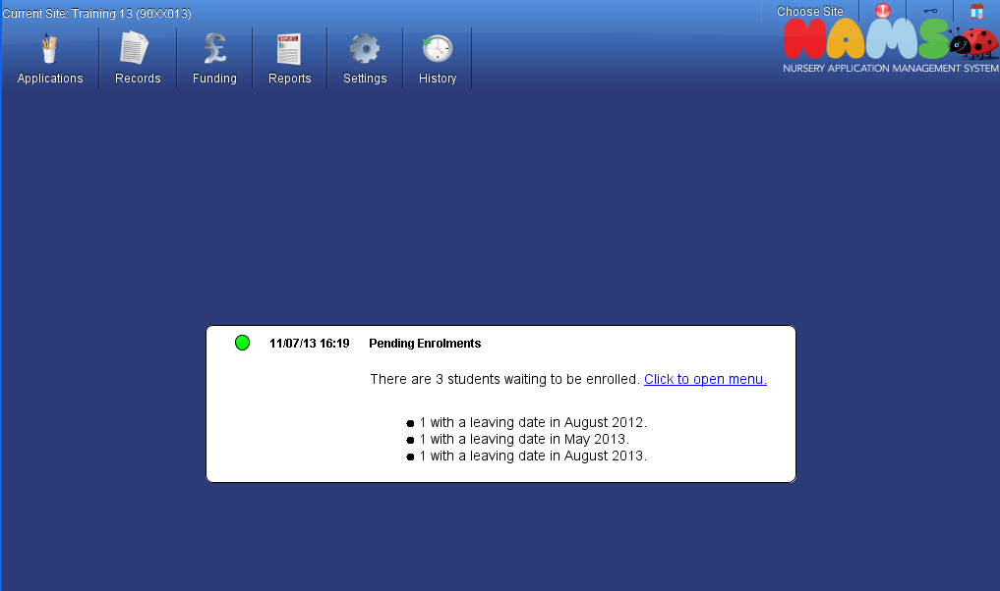 Current Site: Training 13 (90XX013)
Choose Site
NAMS
NURSERY APPLICATION MANAGEMENT SYSTEM
Applications
Records
Funding
REPORTS
Reports
Settings
History
11/07/13 16:19 Pending Enrolments
There are 3 students waiting to be enrolled. Click to open menu.
1 with a leaving date in August 2012.
1 with a leaving date in May 2013.
1 with a leaving date in August 2013.